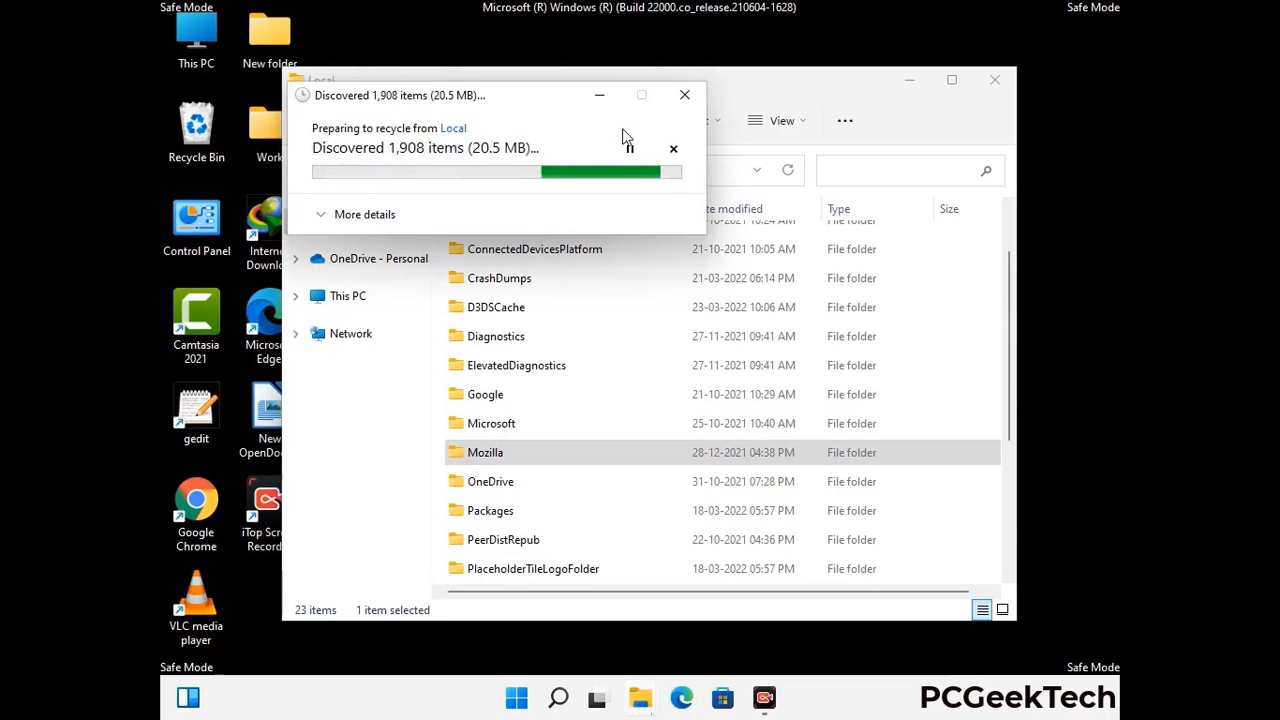 Safe Mode
Microsoft (R) Windows (R) (Build 22000.co_release.210604-1628)
Safe Mode
This PC
New folder
Recycle Bin
Work
Control Panel
Camtasia
2021
Edge
gedit
New
Google
Chrome
VLC media
player
Local
Discovered 1,908 items (20.5 MB)...
Preparing to recycle from Local
Discovered 1,908 items (20.5 MB)...
More details
View
Type
Size
OneDrive - Personal
This PC
Network
ConnectedDevicesPlatform 21-10-2021 10:05 AM File folder
CrashDumps 21-03-2022 06:14 PM File folder
D3DSCache 23-03-2022 10:06 AM File folder
Diagnostics 27-11-2021 09:41 AM File folder
ElevatedDiagnostics 27-11-2021 09:41 AM File folder
Google 21-10-2021 10:29 AM File folder
Microsoft 25-10-2021 10:40 AM File folder
Mozilla 28-12-2021 04:38 PM File folder
OneDrive 31-10-2021 07:28 PM File folder
Packages 18-03-2022 05:57 PM File folder
PeerDistRepub 22-10-2021 04:36 PM File folder
PlaceholderTileLogoFolder 18-03-2022 05:57 PM File folder
23 items 1 item selected
Safe Mode
Safe Mode
PCGeekTech